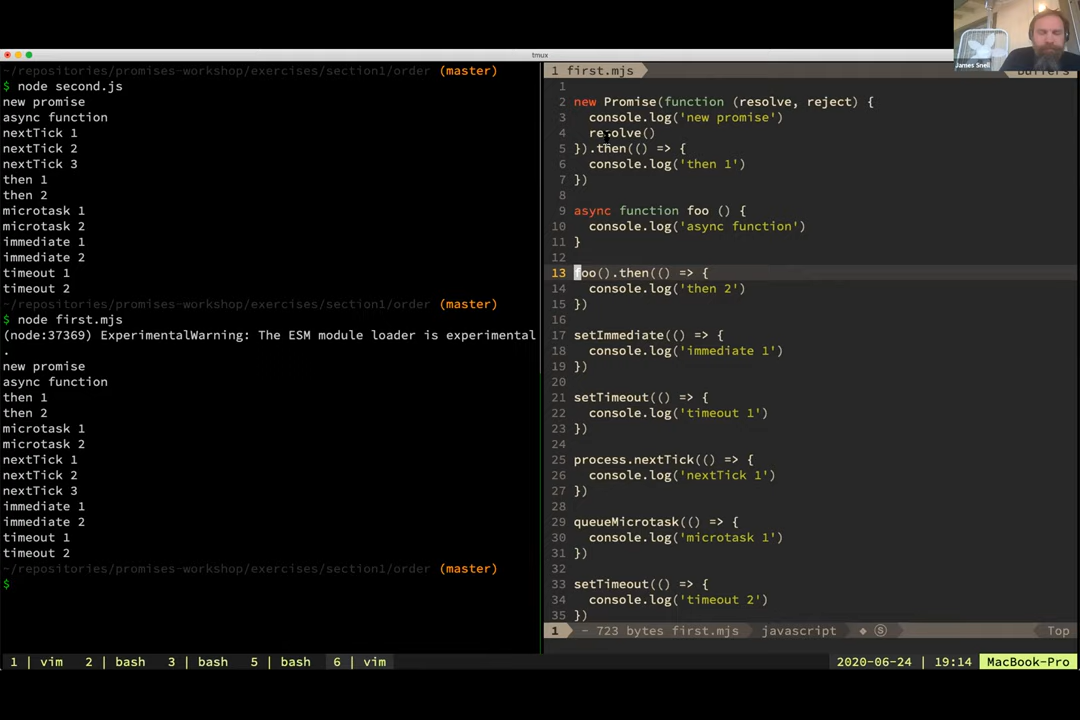 James Snell
tmux
~/repositories/promises-workshop/exercises/section1/order (master)
$ node second.js
new promise
async function
nextTick 1
nextTick 2
nextTick 3
then 1
then 2
microtask 1
microtask 2
immediate 1
immediate 2
timeout 1
timeout 2
~/repositories/promises-workshop/exercises/section1/order (master)
$ node first.mjs
(node:37369) ExperimentalWarning: The ESM module loader is experimental
.
new promise
async function
then 1
then 2
microtask 1
microtask 2
nextTick 1
nextTick 2
nextTick 3
immediate 1
immediate 2
timeout 1
timeout 2
~/repositories/promises-workshop/exercises/section1/order (master)
$
1 first.mjs buffers
1
2 new Promise(function (resolve, reject) {
3 console.log('new promise')
4 resolve()
5 }).then(() => {
6 console.log('then 1')
7 })
8
9 async function foo () {
10 console.log('async function')
11 }
12
13 foo().then(() => {
14 console.log('then 2')
15 })
16
17 setImmediate(() => {
18 console.log('immediate 1')
19 })
20
21 setTimeout(() => {
22 console.log('timeout 1')
23 })
24
25 process.nextTick(() => {
26 console.log('nextTick 1')
27 })
28
29 queueMicrotask(() => {
30 console.log('microtask 1')
31 })
32
33 setTimeout(() => {
34 console.log('timeout 2')
35 })
1 - 723 bytes first.mjs javascript ◆ Ⓢ Top
1 | vim 2 | bash 3 | bash 5 | bash 6 | vim 2020-06-24 | 19:14 MacBook-Pro